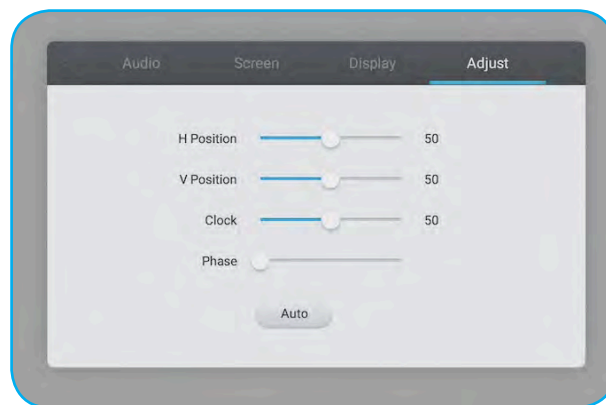 Audio Screen Display Adjust
H Position 50
V Position 50
Clock 50
Phase
Auto